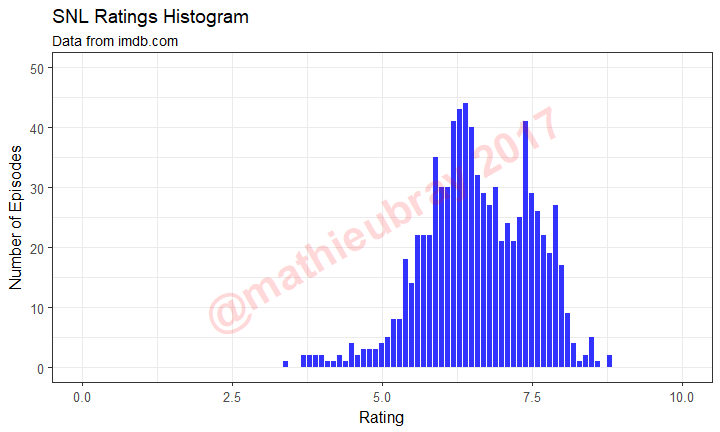 SNL Ratings Histogram
Data from imdb.com
50
40
30
20
10
0
Number of Episodes
@mathieubray 2017
0.0
2.5
5.0
7.5
10.0
Rating